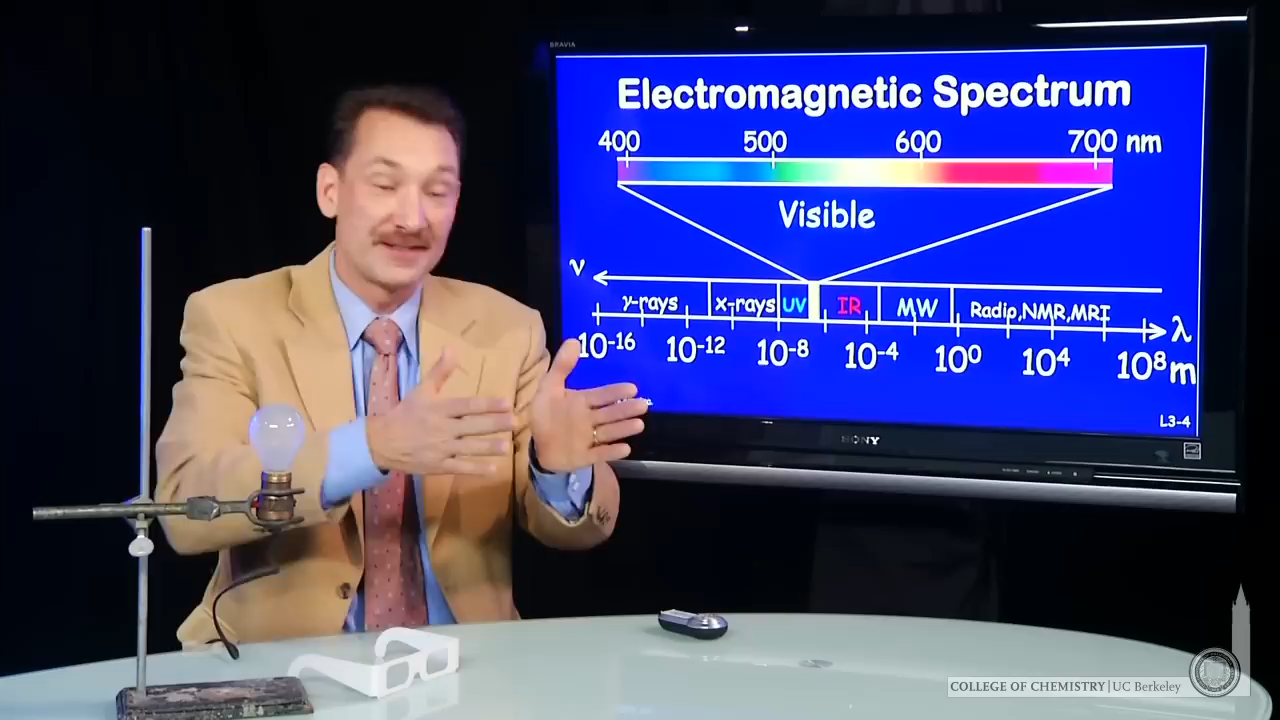 BRAVIA
Electromagnetic Spectrum
400 500 600 700 nm
Visible
ν
γ-rays x-rays UV IR MW Radio,NMR,MRI
λ
10-16 10-12 10-8 10-4 100 104 108 m
L3-4
SONY
COLLEGE OF CHEMISTRY | UC Berkeley